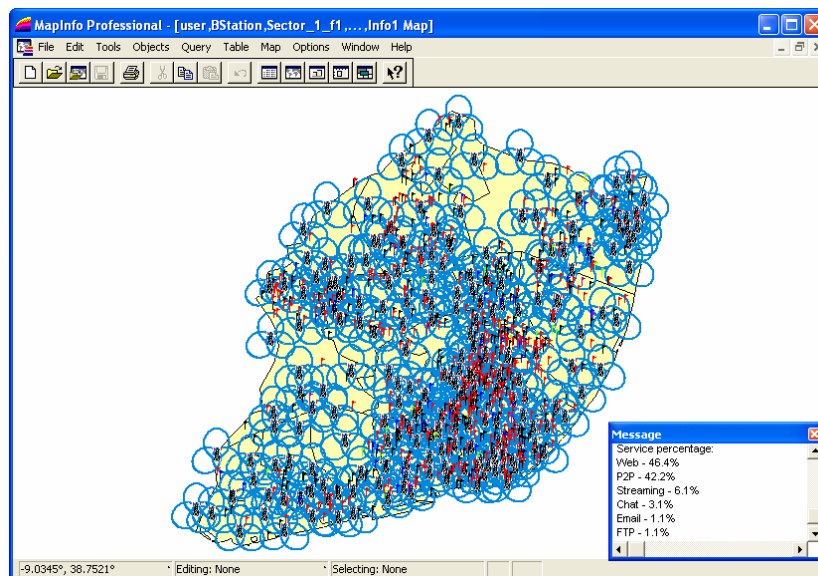 MapInfo Professional - [user,BStation,Sector_1_f1,...,Info1 Map]
File Edit Tools Objects Query Table Map Options Window Help
Message
Service percentage:
Web - 46.4%
P2P - 42.2%
Streaming - 6.1%
Chat - 3.1%
Email - 1.1%
FTP - 1.1%
-9.0345°, 38.7521° Editing: None Selecting: None